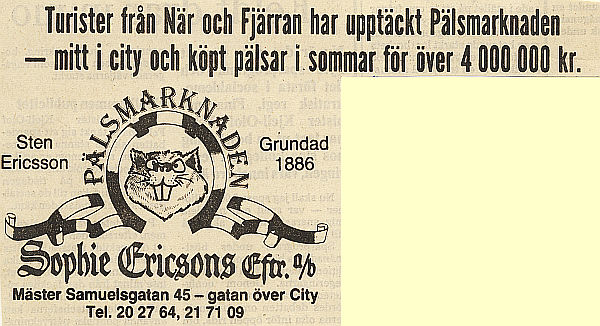 Turister från När och Fjärran har upptäckt Pälsmarknaden
— mitt i city och köpt pälsar i sommar för över 4 000 000 kr.
PÄLSMARKNADEN
Sten
Ericsson
Grundad
1886
Sophie Ericsons Eftr. a/b
Mäster Samuelsgatan 45 – gatan över City
Tel. 20 27 64, 21 71 09